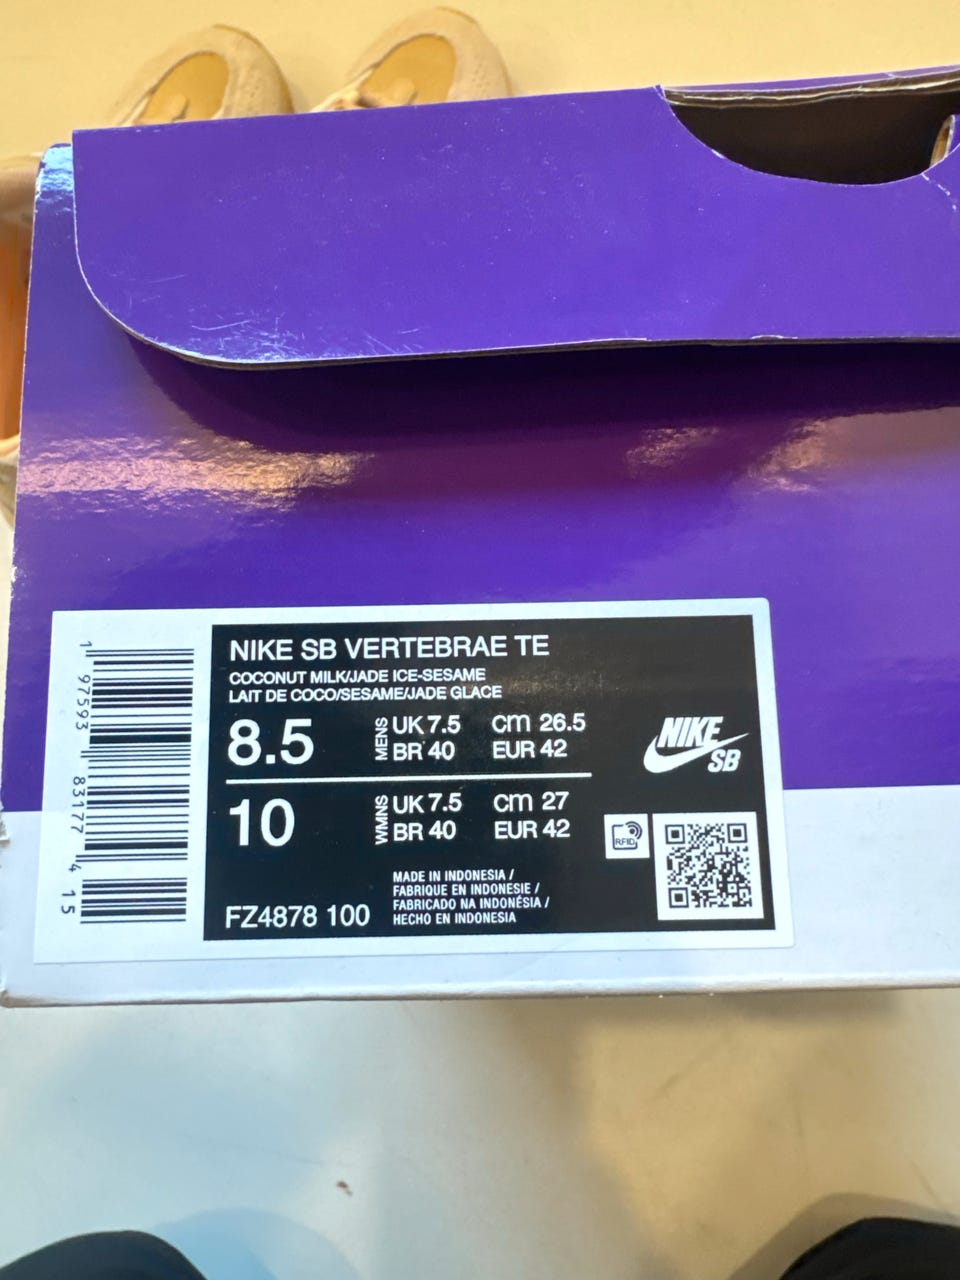 NIKE SB VERTEBRAE TE
COCONUT MILK/JADE ICE-SESAME
LAIT DE COCO/SESAME/JADE GLACE
8.5 MENS UK 7.5 cm 26.5
BR 40 EUR 42
10 WMNS UK 7.5 cm 27
BR 40 EUR 42
NIKE
SB
RFID
MADE IN INDONESIA /
FABRIQUE EN INDONESIE /
FABRICADO NA INDONÉSIA /
HECHO EN INDONESIA
FZ4878 100
1 97593 83177 4 15